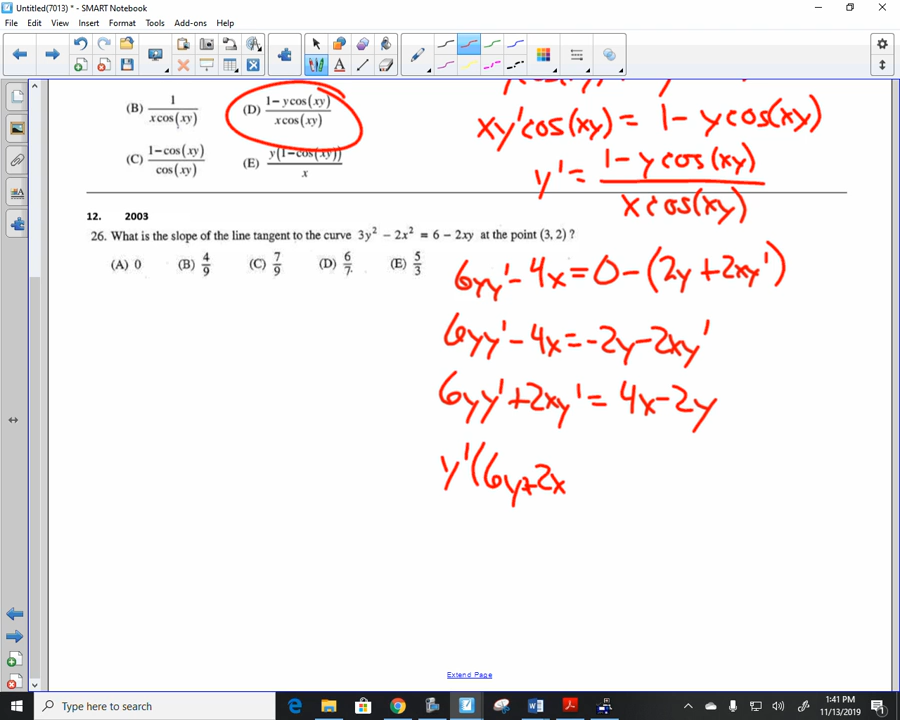 Untitled(7013) * - SMART Notebook
File Edit View Insert Format Tools Add-ons Help
(B) 1/(x cos(xy)) (D) (1 − y cos(xy))/(x cos(xy))
(C) (1 − cos(xy))/(cos(xy)) (E) (y(1 − cos(xy)))/x
xy'cos(xy) = 1 - ycos(xy)
y' = (1 - y cos(xy))/(x cos(xy))
12. 2003
26. What is the slope of the line tangent to the curve 3y² − 2x² = 6 − 2xy at the point (3, 2) ?
(A) 0 (B) 4/9 (C) 7/9 (D) 6/7 (E) 5/3
6yy' - 4x = 0 - (2y + 2xy')
6yy' - 4x = -2y - 2xy'
6yy' + 2xy' = 4x - 2y
y'(6y+2x
Extend Page
Type here to search
1:41 PM
11/13/2019